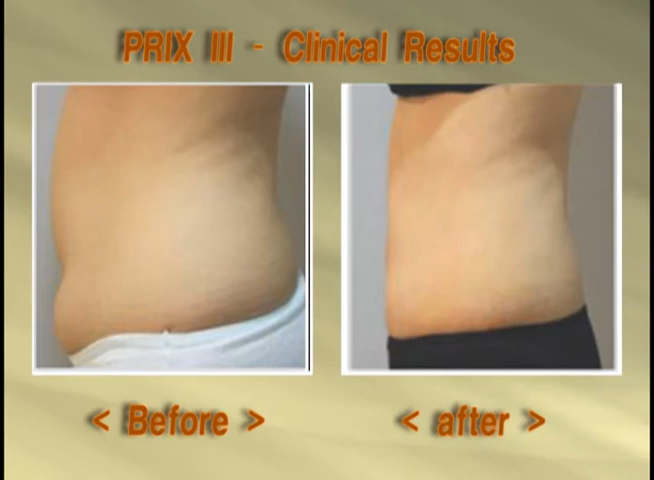 PRIX III - Clinical Results
< Before >
< after >